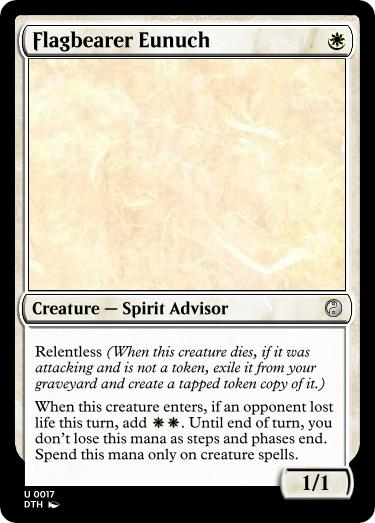 Flagbearer Eunuch
Creature — Spirit Advisor
Relentless (When this creature dies, if it was
attacking and is not a token, exile it from your
graveyard and create a tapped token copy of it.)
When this creature enters, if an opponent lost
life this turn, add . Until end of turn, you
don't lose this mana as steps and phases end.
Spend this mana only on creature spells.
1/1
U 0017
DTH